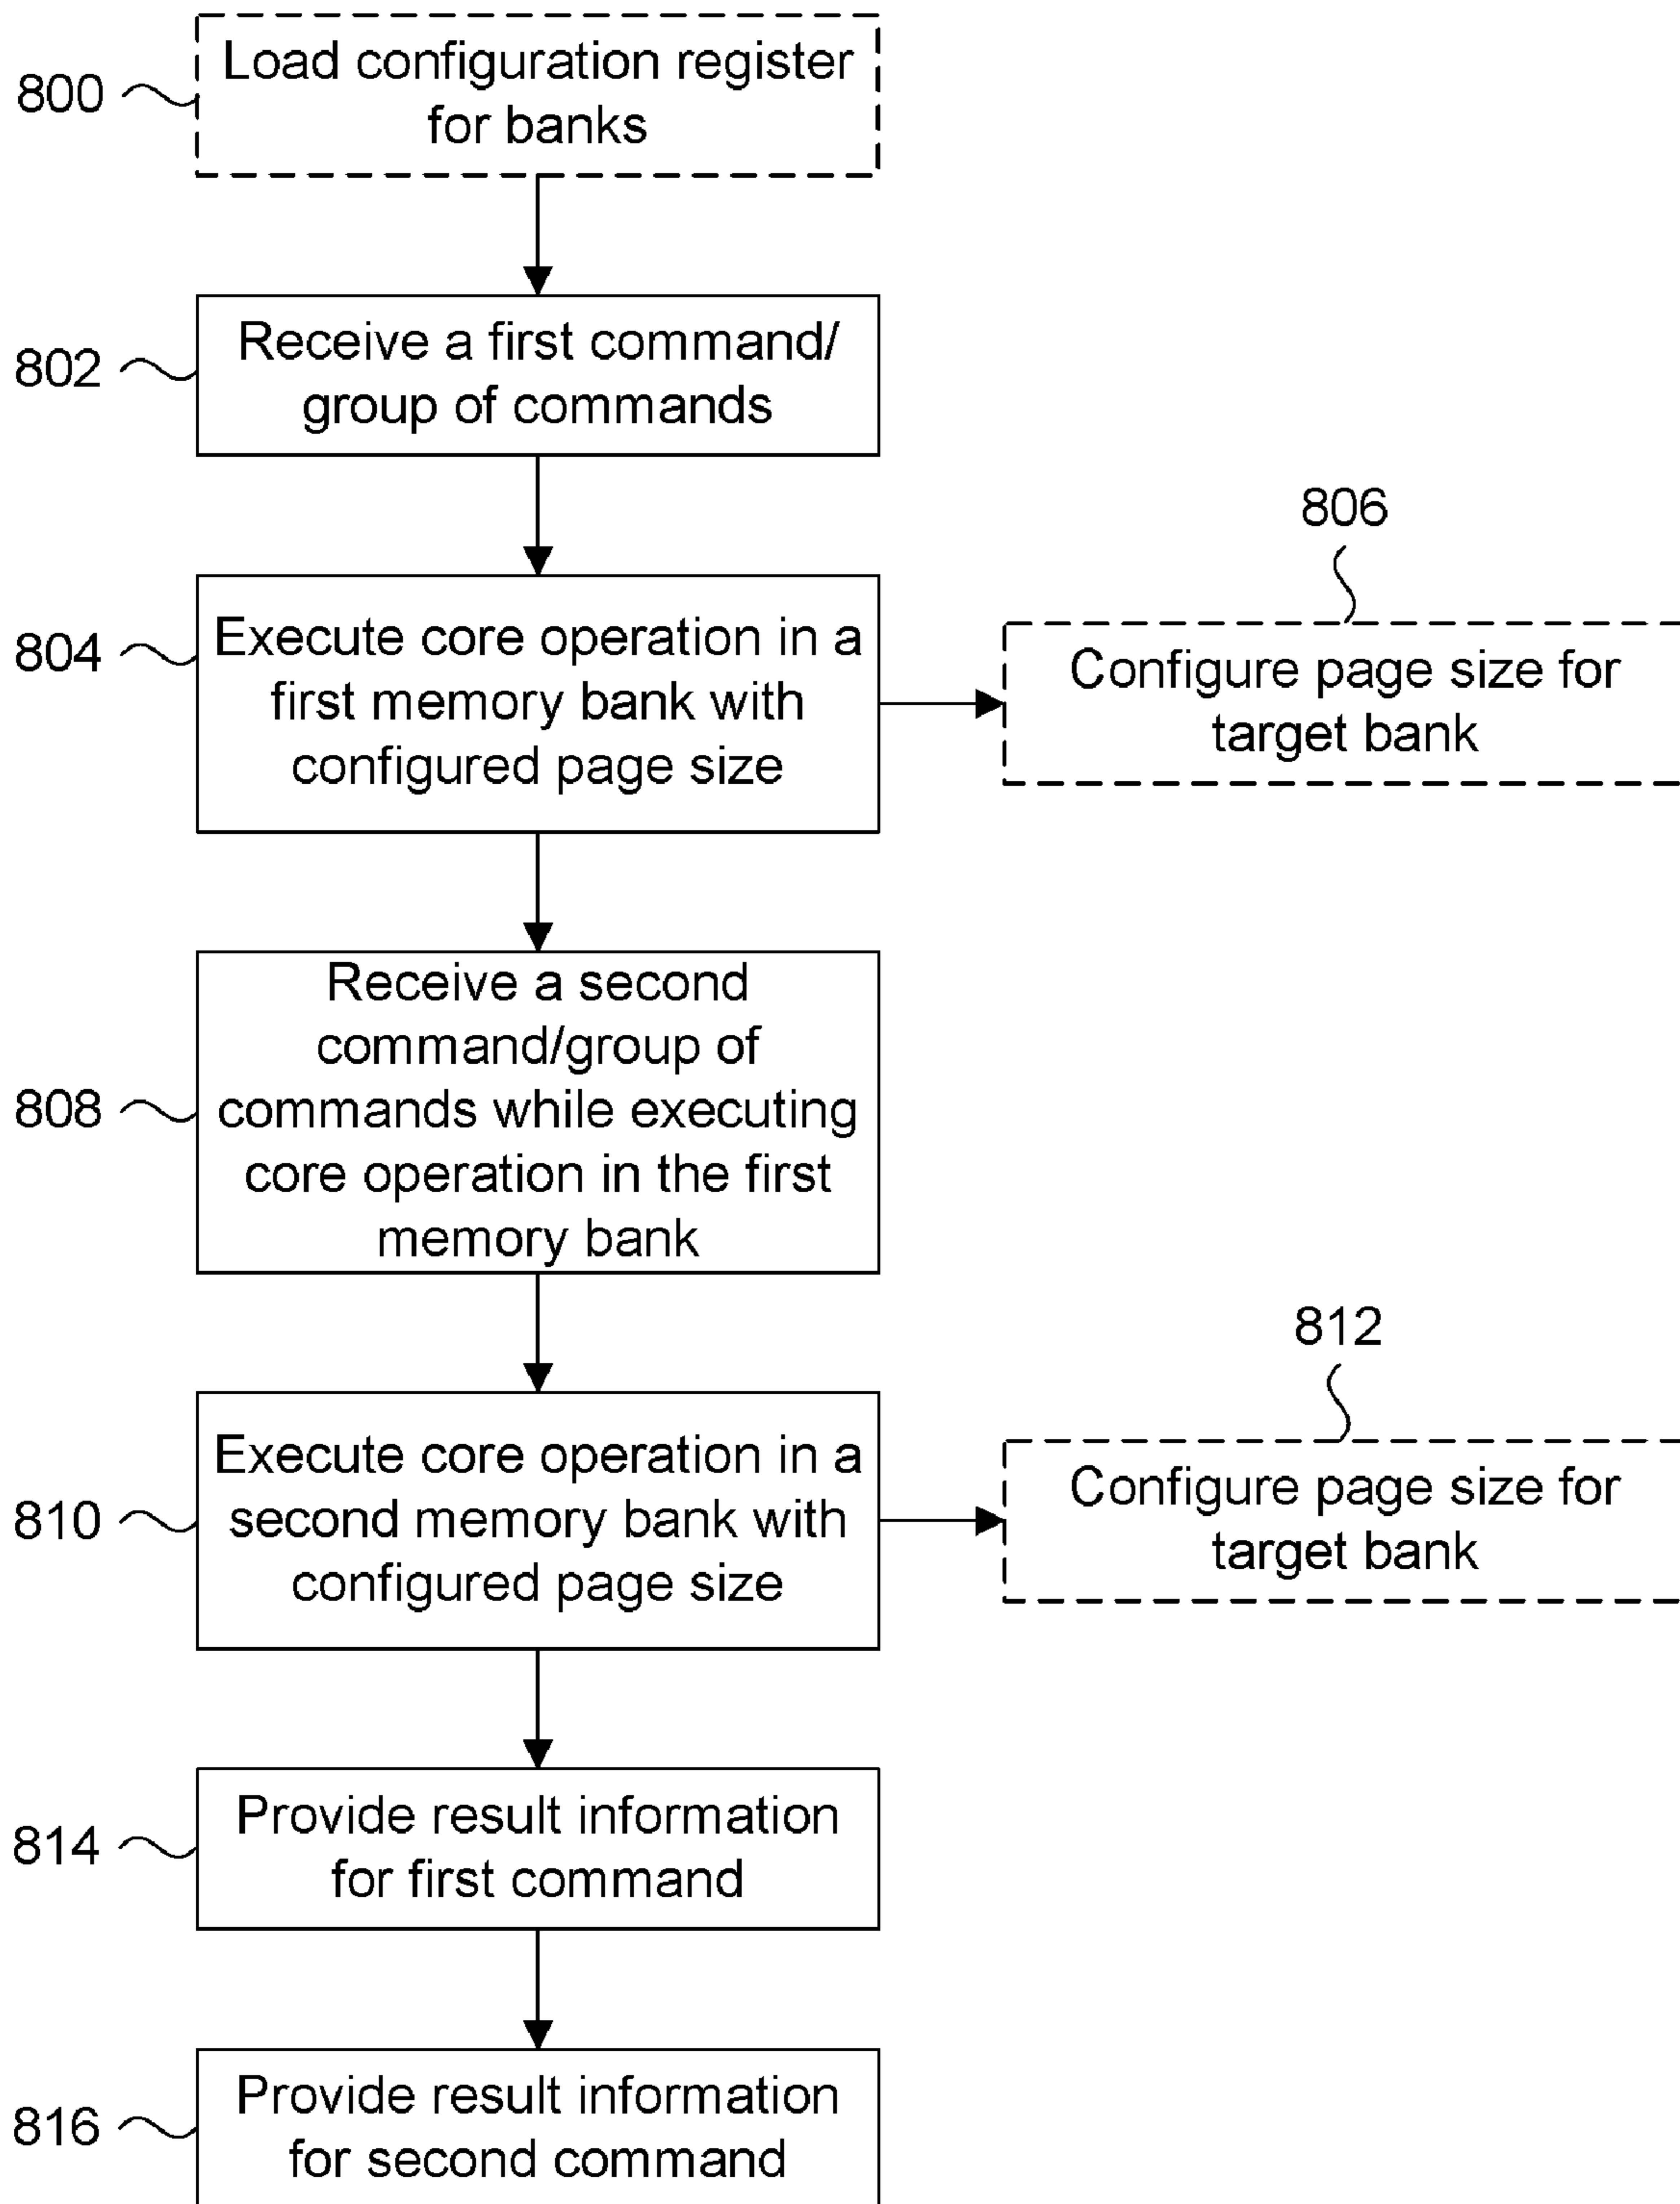 800
Load configuration register
for banks
802
Receive a first command/
group of commands
804
Execute core operation in a
first memory bank with
configured page size
806
Configure page size for
target bank
808
Receive a second
command/group of
commands while executing
core operation in the first
memory bank
810
Execute core operation in a
second memory bank with
configured page size
812
Configure page size for
target bank
814
Provide result information
for first command
816
Provide result information
for second command